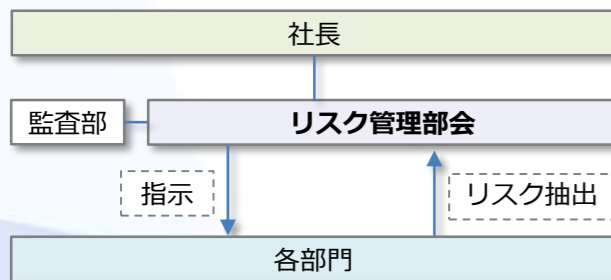 社長
監査部
リスク管理部会
指示
リスク抽出
各部門